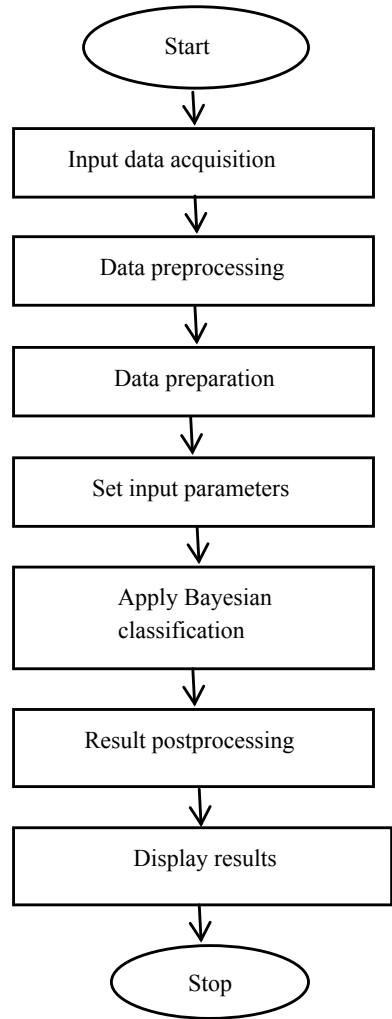 Start
Input data acquisition
Data preprocessing
Data preparation
Set input parameters
Apply Bayesian
classification
Result postprocessing
Display results
Stop